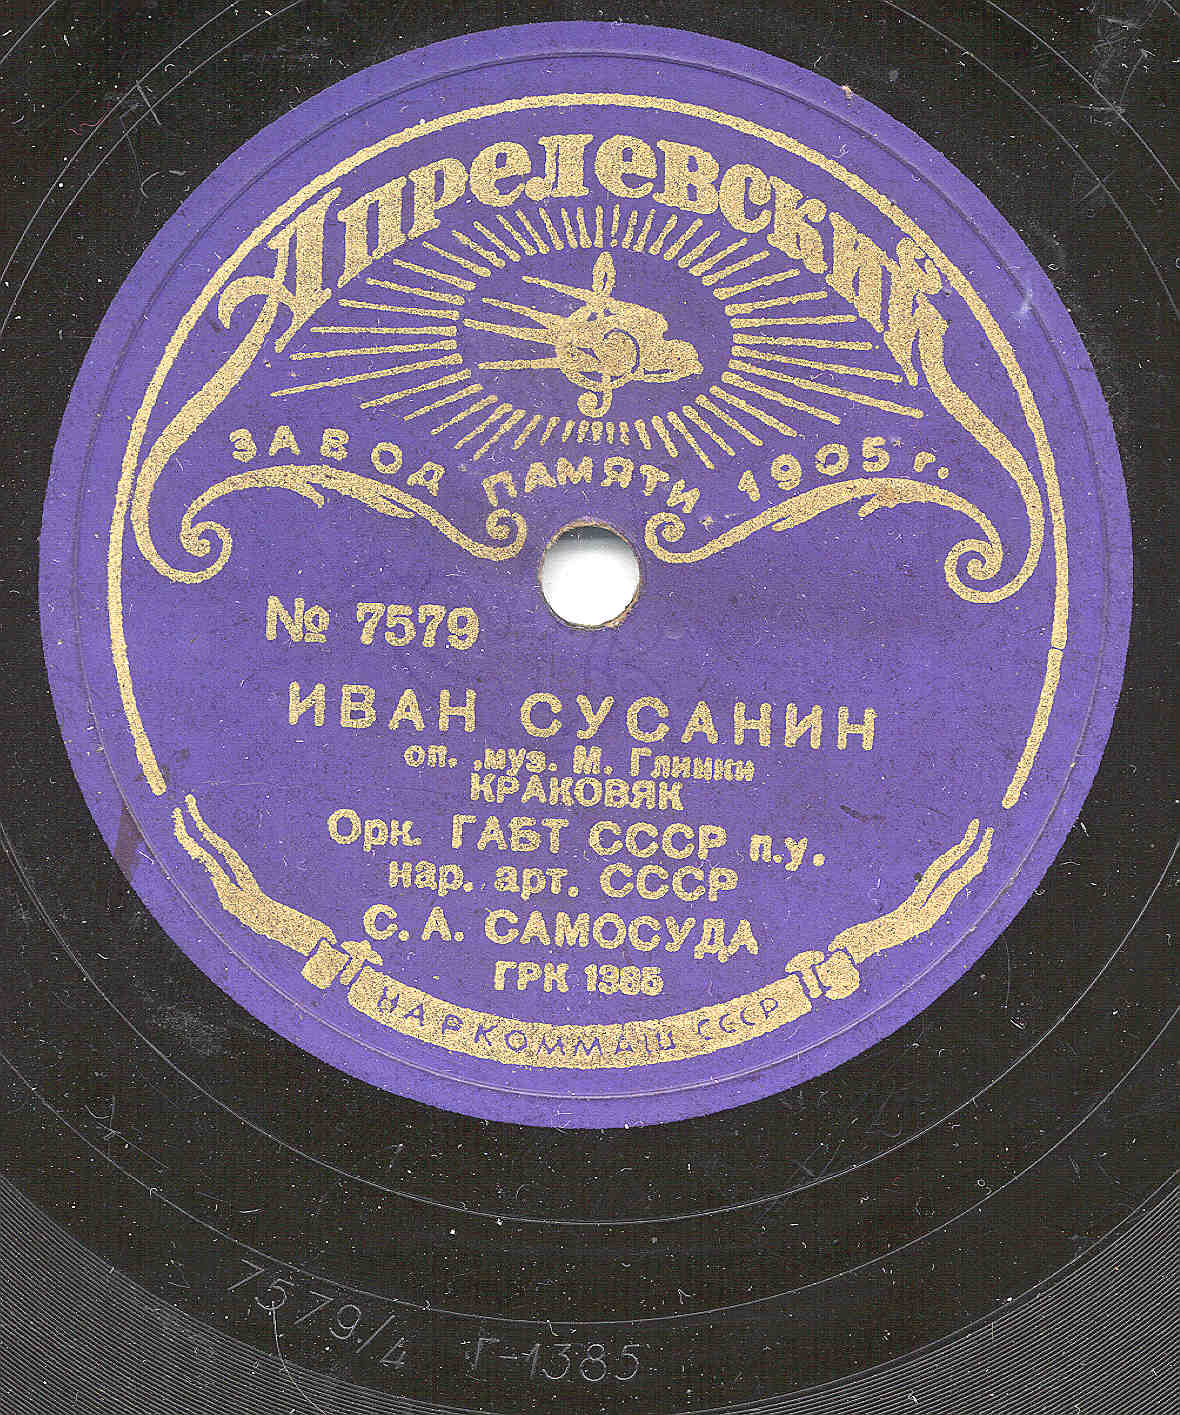 Апрелевский
ЗАВОД ПАМЯТИ 1905 г.
№ 7579
ИВАН СУСАНИН
оп. ,муз. М. Глинки
КРАКОВЯК
Орк. ГАБТ СССР п.у.
нар. арт. СССР
С. А. САМОСУДА
ГРК 1385
НАРКОММАШ СССР
7579/4 Г-1385